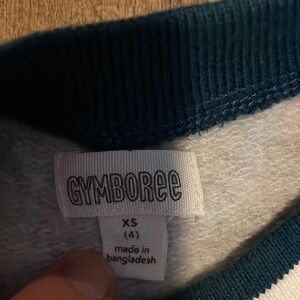 GYMBOREE
XS
(4)
made in
bangladesh